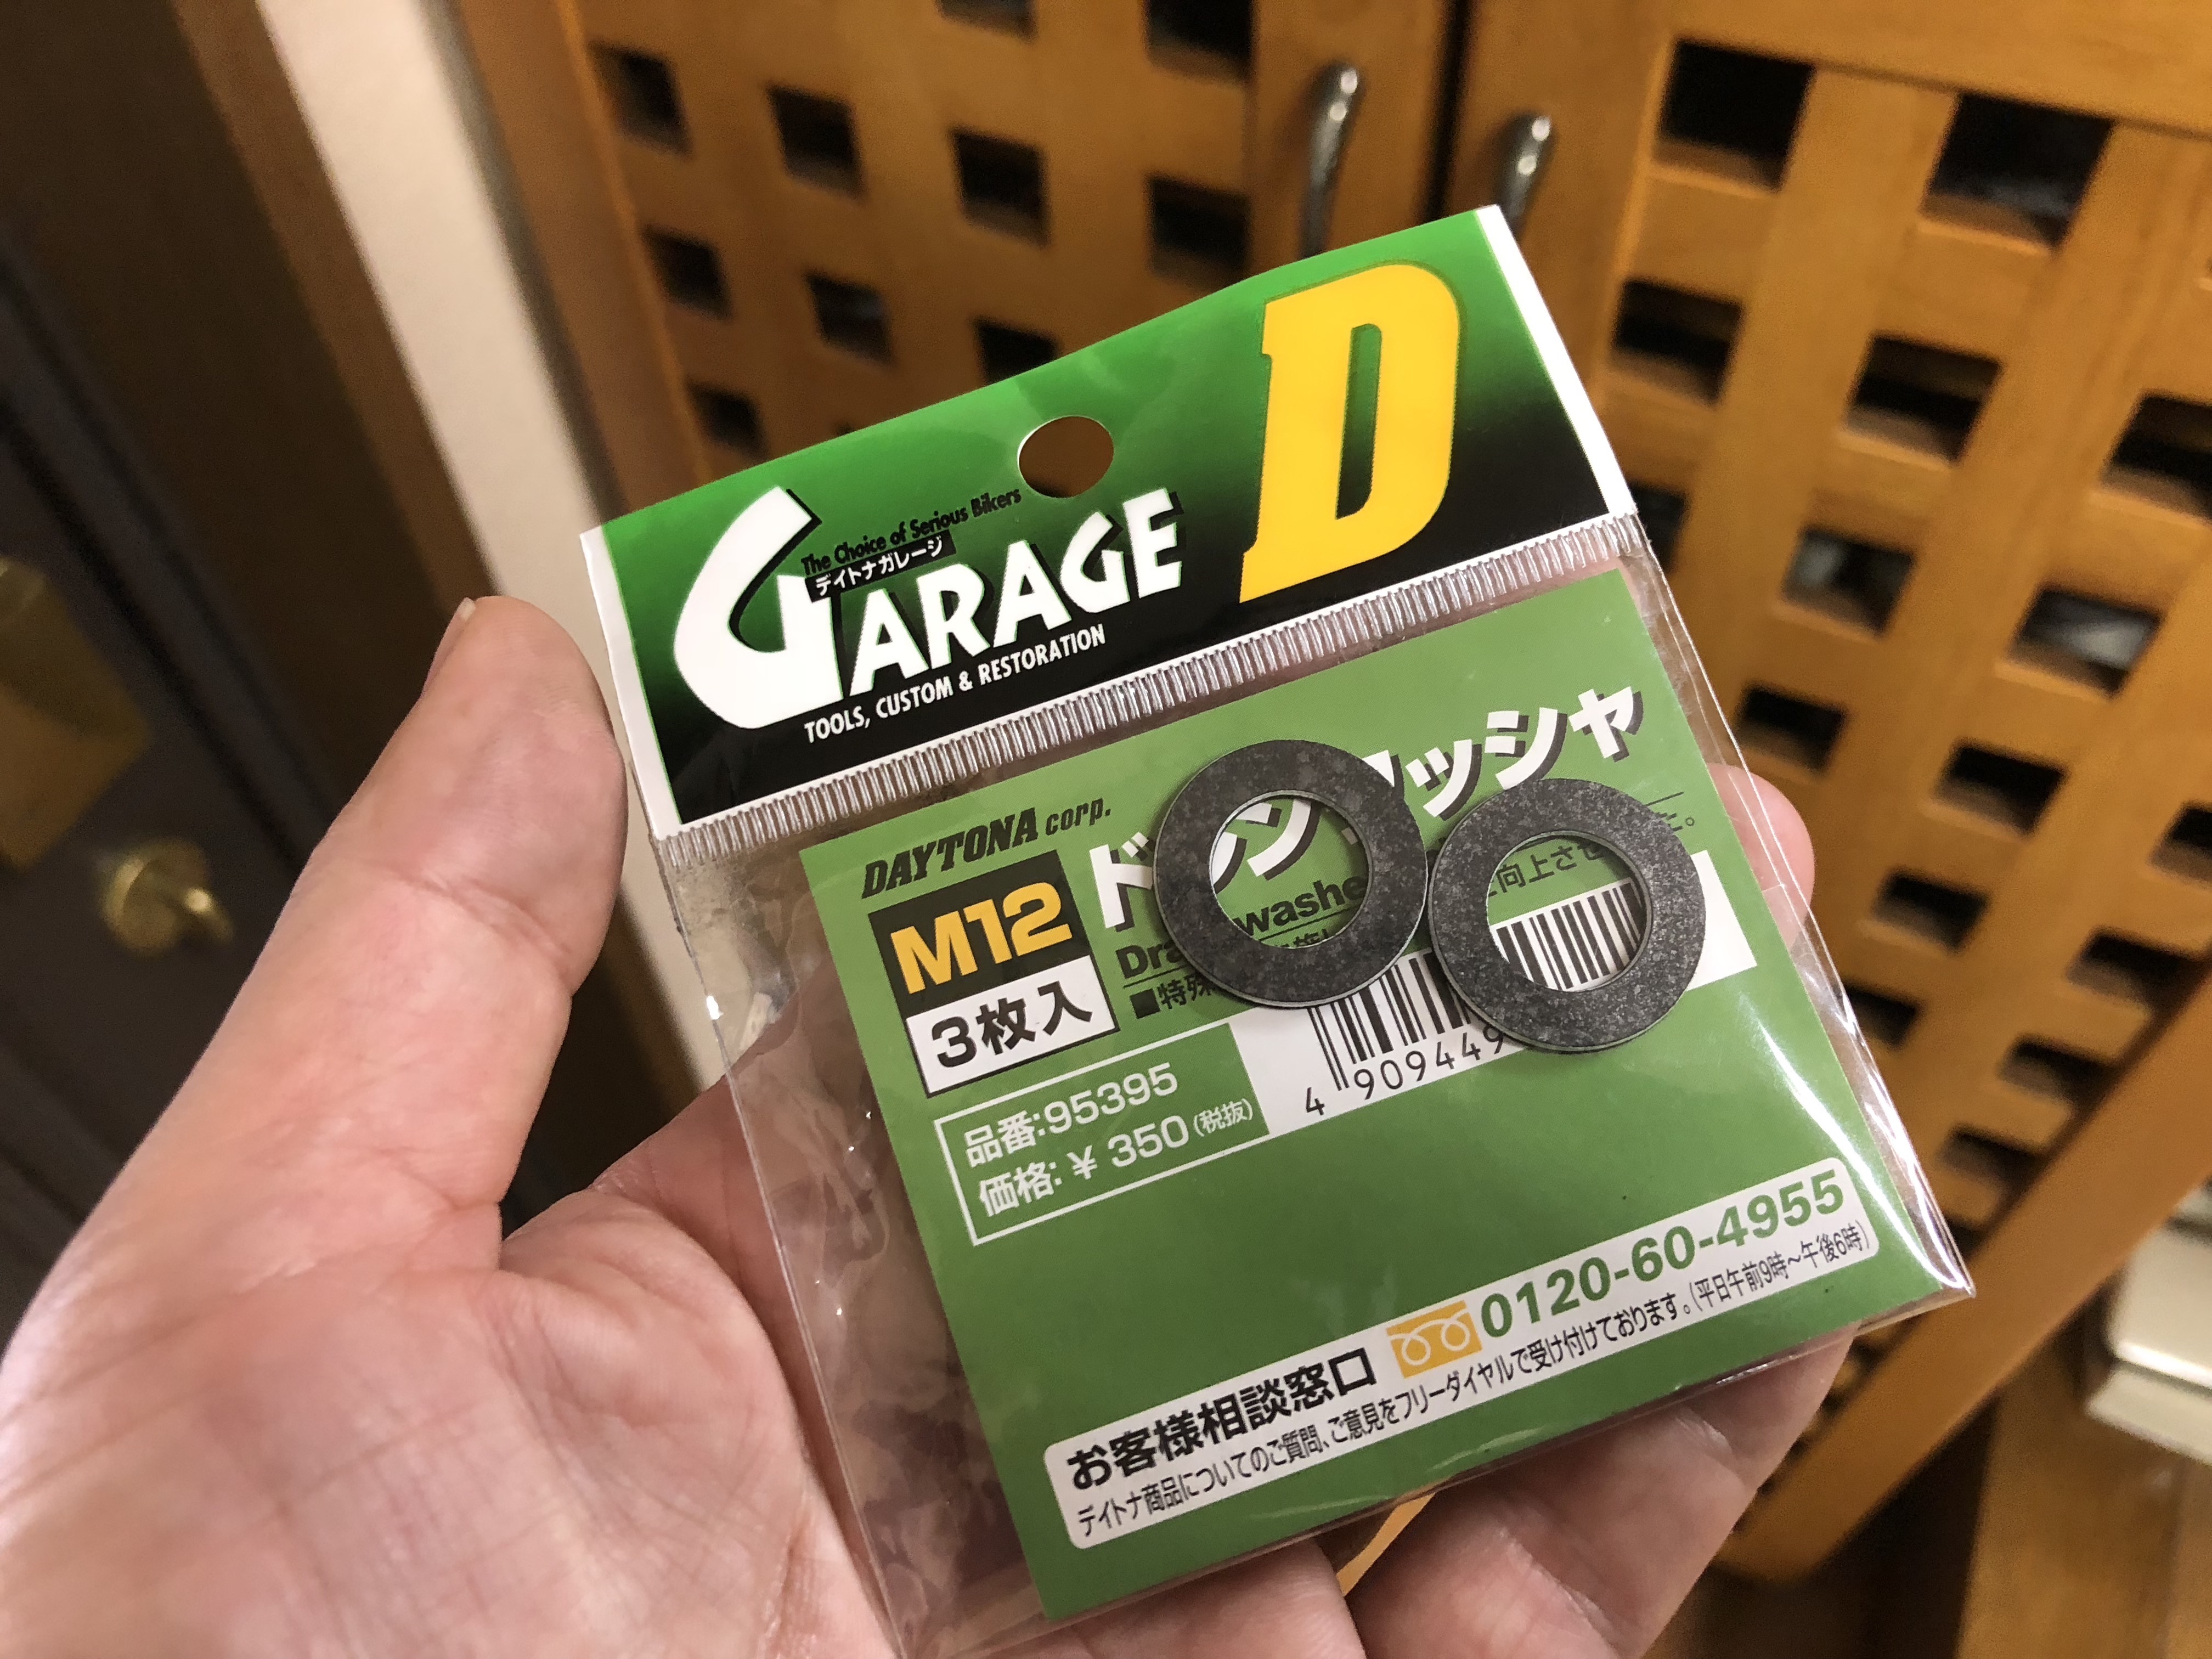 The Choice of Serious Bikers
デイトナガレージ
GARAGE D
TOOLS, CUSTOM & RESTORATION
DAYTONA corp.
M12
3枚入
品番:95395
価格:¥ 350(税抜)
4 909449
お客様相談窓口 0120-60-4955
デイトナ商品についてのご質問、ご意見をフリーダイヤルで受け付けております。(平日午前9時〜午後6時)